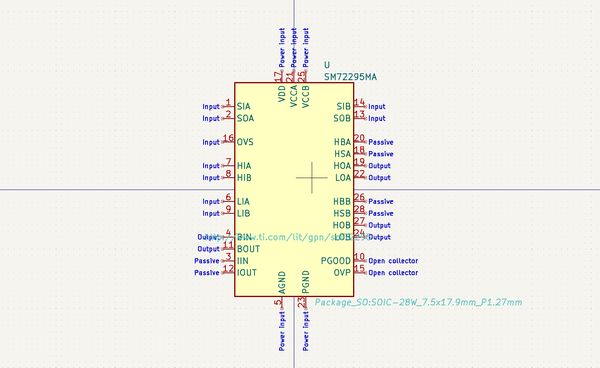 Power input
Power input
Power input
17
21
25
VDD
VCCA
VCCB
U
SM72295MA
Input 1 SIA
Input 2 SOA
Input 16 OVS
Input 7 HIA
Input 8 HIB
Input 6 LIA
Input 9 LIB
Output 4
Output 11 BOUT
Passive 3 IIN
Passive 12 IOUT
SIB 14 Input
SOB 13 Input
HBA 20 Passive
HSA 18 Passive
HOA 19 Output
LOA 22 Output
HBB 26 Passive
HSB 28 Passive
HOB 27 Output
LOB 24 Output
www.ti.com/lit/gpn/
PGOOD 10 Open collector
OVP 15 Open collector
AGND
PGND
5
23
Power input
Power input
Package_SO:SOIC-28W_7.5x17.9mm_P1.27mm